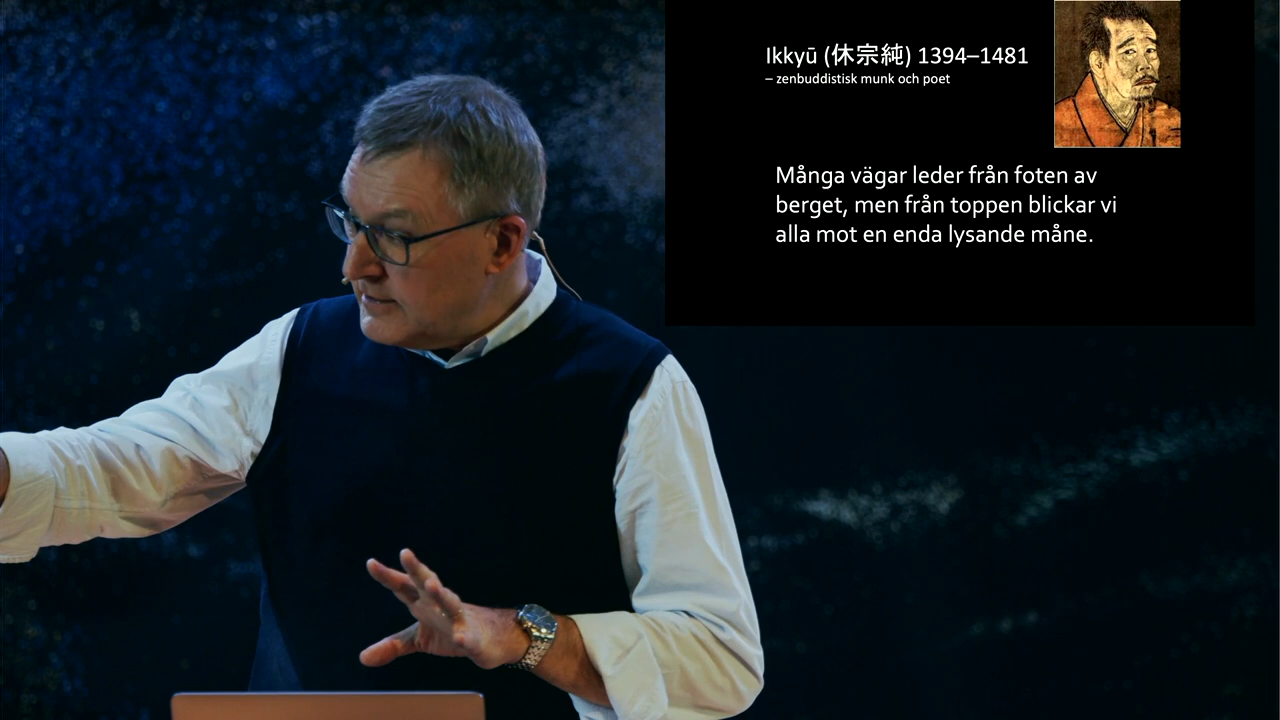 Ikkyū (休宗純) 1394–1481
– zenbuddistisk munk och poet
Många vägar leder från foten av
berget, men från toppen blickar vi
alla mot en enda lysande måne.